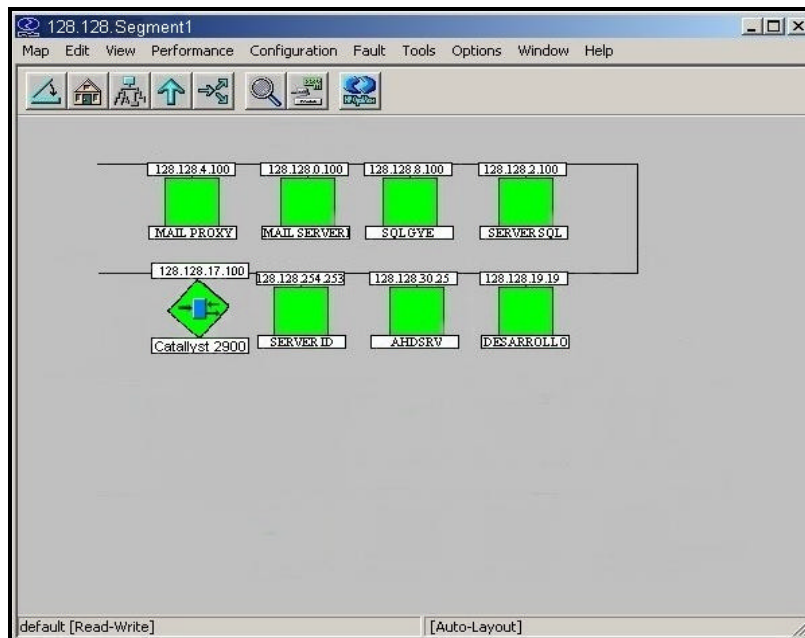 128.128.Segment1
Map Edit View Performance Configuration Fault Tools Options Window Help
128.128.4.100 128.128.0.100 128.128.8.100 128.128.2.100
MAIL PROXY MAIL SERVER1 SQLGYE SERVER SQL
128.128.17.100 128.128.254.253 128.128.30.25 128.128.19.19
Catallyst 2900 SERVER ID AHDSRV DESARROLLO
default [Read-Write] [Auto-Layout]